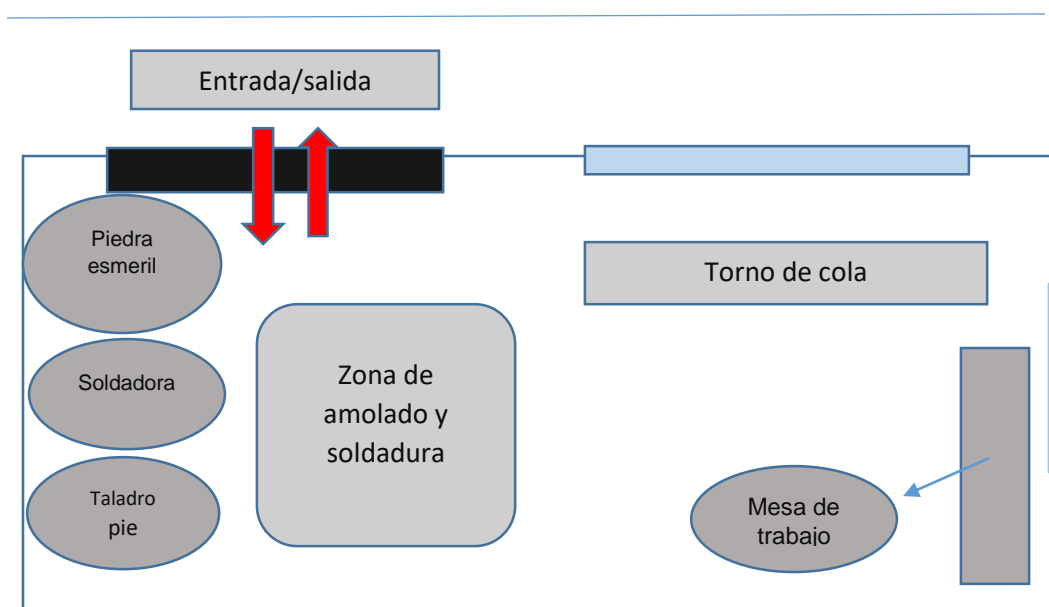 Entrada/salida
Piedra
esmeril
Torno de cola
Soldadora
Zona de
amolado y
soldadura
Taladro
pie
Mesa de
trabajo